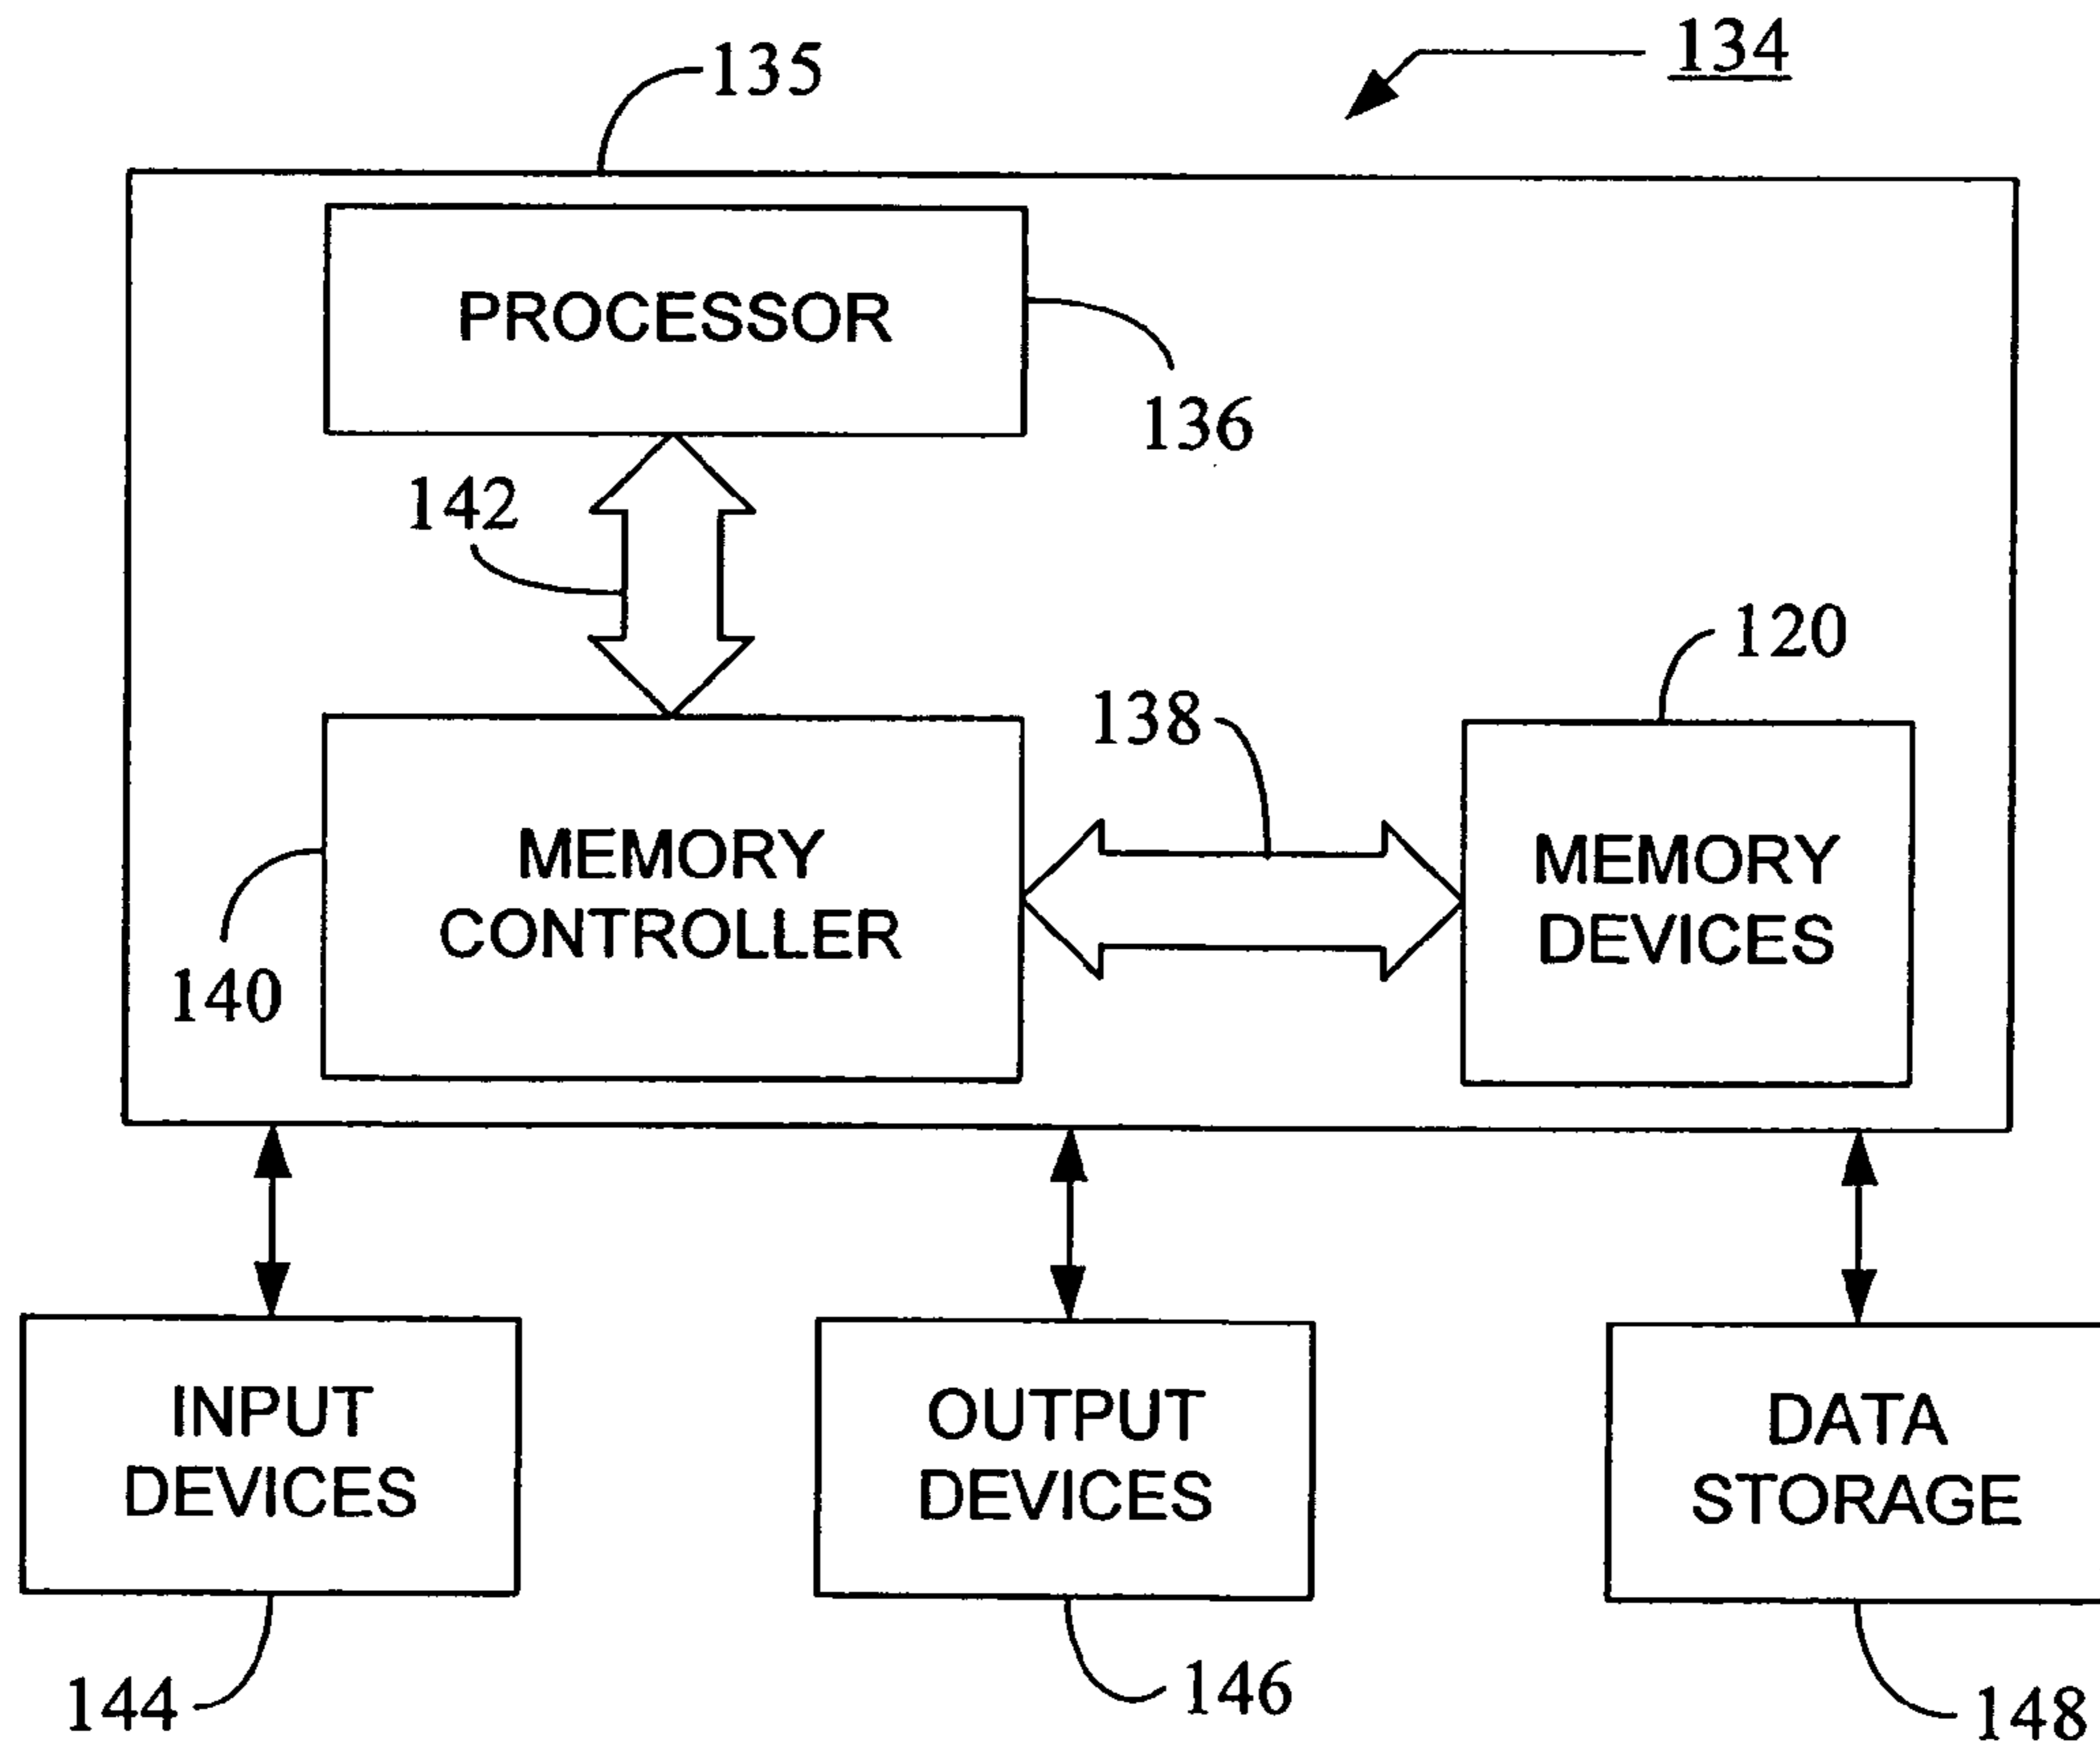 134
135
PROCESSOR
136
142
120
138
MEMORY
CONTROLLER
MEMORY
DEVICES
140
INPUT
DEVICES
OUTPUT
DEVICES
DATA
STORAGE
144
146
148